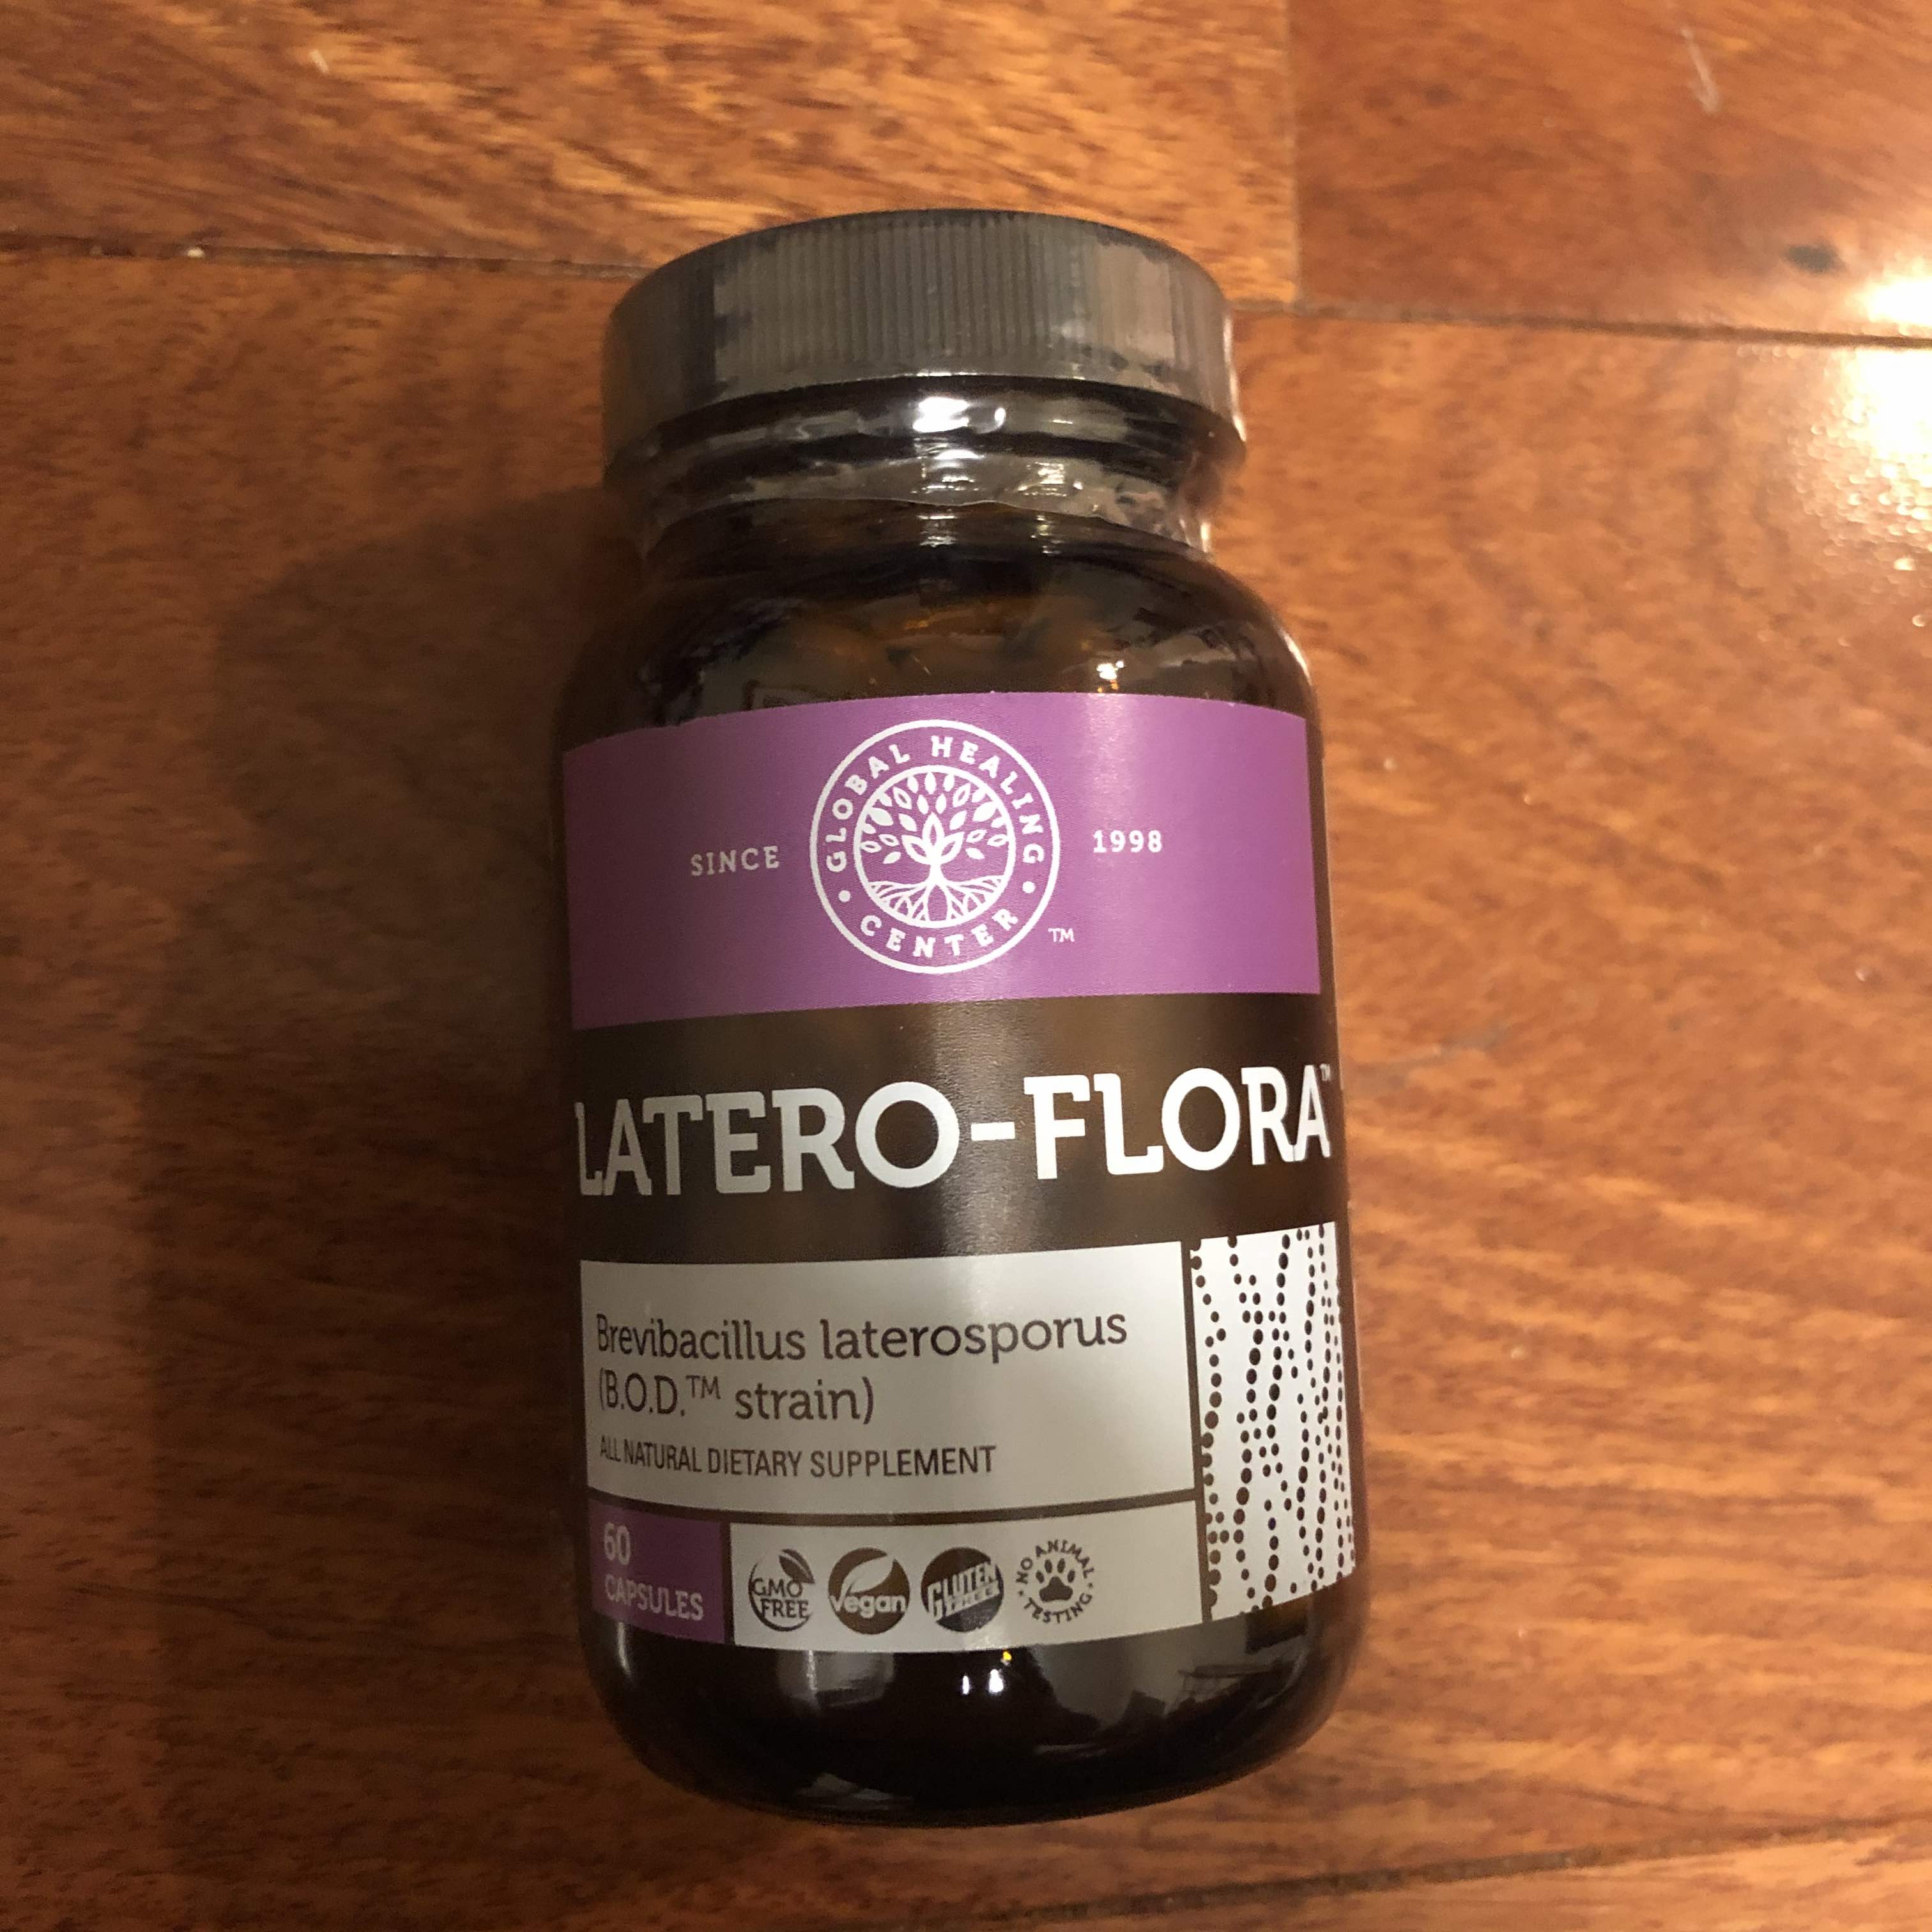 SINCE
GLOBAL HEALING
CENTER
™
1998
LATERO-FLORA™
Brevibacillus laterosporus
(B.O.D.™ strain)
ALL NATURAL DIETARY SUPPLEMENT
60
CAPSULES
GMO
FREE
Vegan
GLUTEN
FREE
NO ANIMAL
TESTING